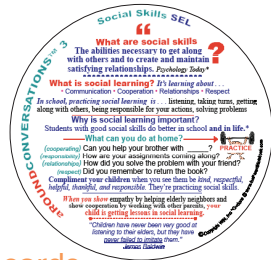 AROUND CONVERSATIONS™ 3
Social Skills SEL
“
What are social skills
The abilities necessary to get along
with others and to create and maintain
satisfying relationships. Psychology Today*
?
What is social learning? It's learning about . . .
• Communication • Cooperation • Relationships • Respect
In school, practicing social learning is . . . listening, taking turns, getting
along with others, being responsible for your actions, solving problems
Why is social learning important?
Students with good social skills do better in school and in life.*
What can you do at home?
(cooperating) Can you help your brother with _____?
PRACTICE
(responsiblity) How are your assignments coming along?
(relationships) How did you solve the problem with your friend?
(respect) Did you remember to return the book?
Compliment your children when you see them be kind, respectful,
helpful, thankful, and responsible. They're practicing social skills.
When you show empathy by helping elderly neighbors and
show cooperation by working with other parents, your
child is getting lessons in social learning.
"Children have never been very good at
listening to their elders, but they have
never failed to imitate them."
James Baldwin